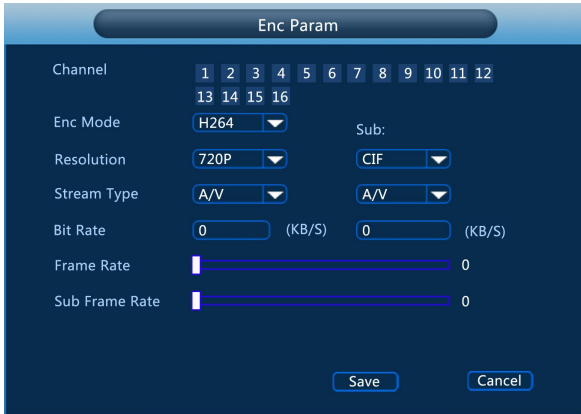 Enc Param
Channel 1 2 3 4 5 6 7 8 9 10 11 12
13 14 15 16
Enc Mode H264 Sub:
Resolution 720P CIF
Stream Type A/V A/V
Bit Rate 0 (KB/S) 0 (KB/S)
Frame Rate 0
Sub Frame Rate 0
Save Cancel